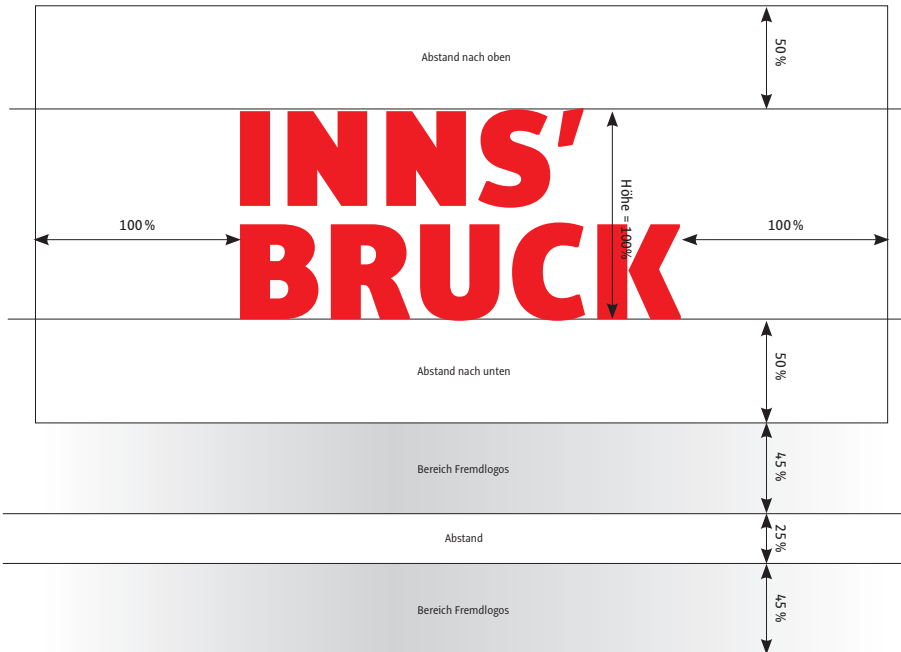 Abstand nach oben
50 %
INNS’
BRUCK
Höhe = 100%
100 %
100 %
Abstand nach unten
50 %
Bereich Fremdlogos
45 %
Abstand
25 %
Bereich Fremdlogos
45 %